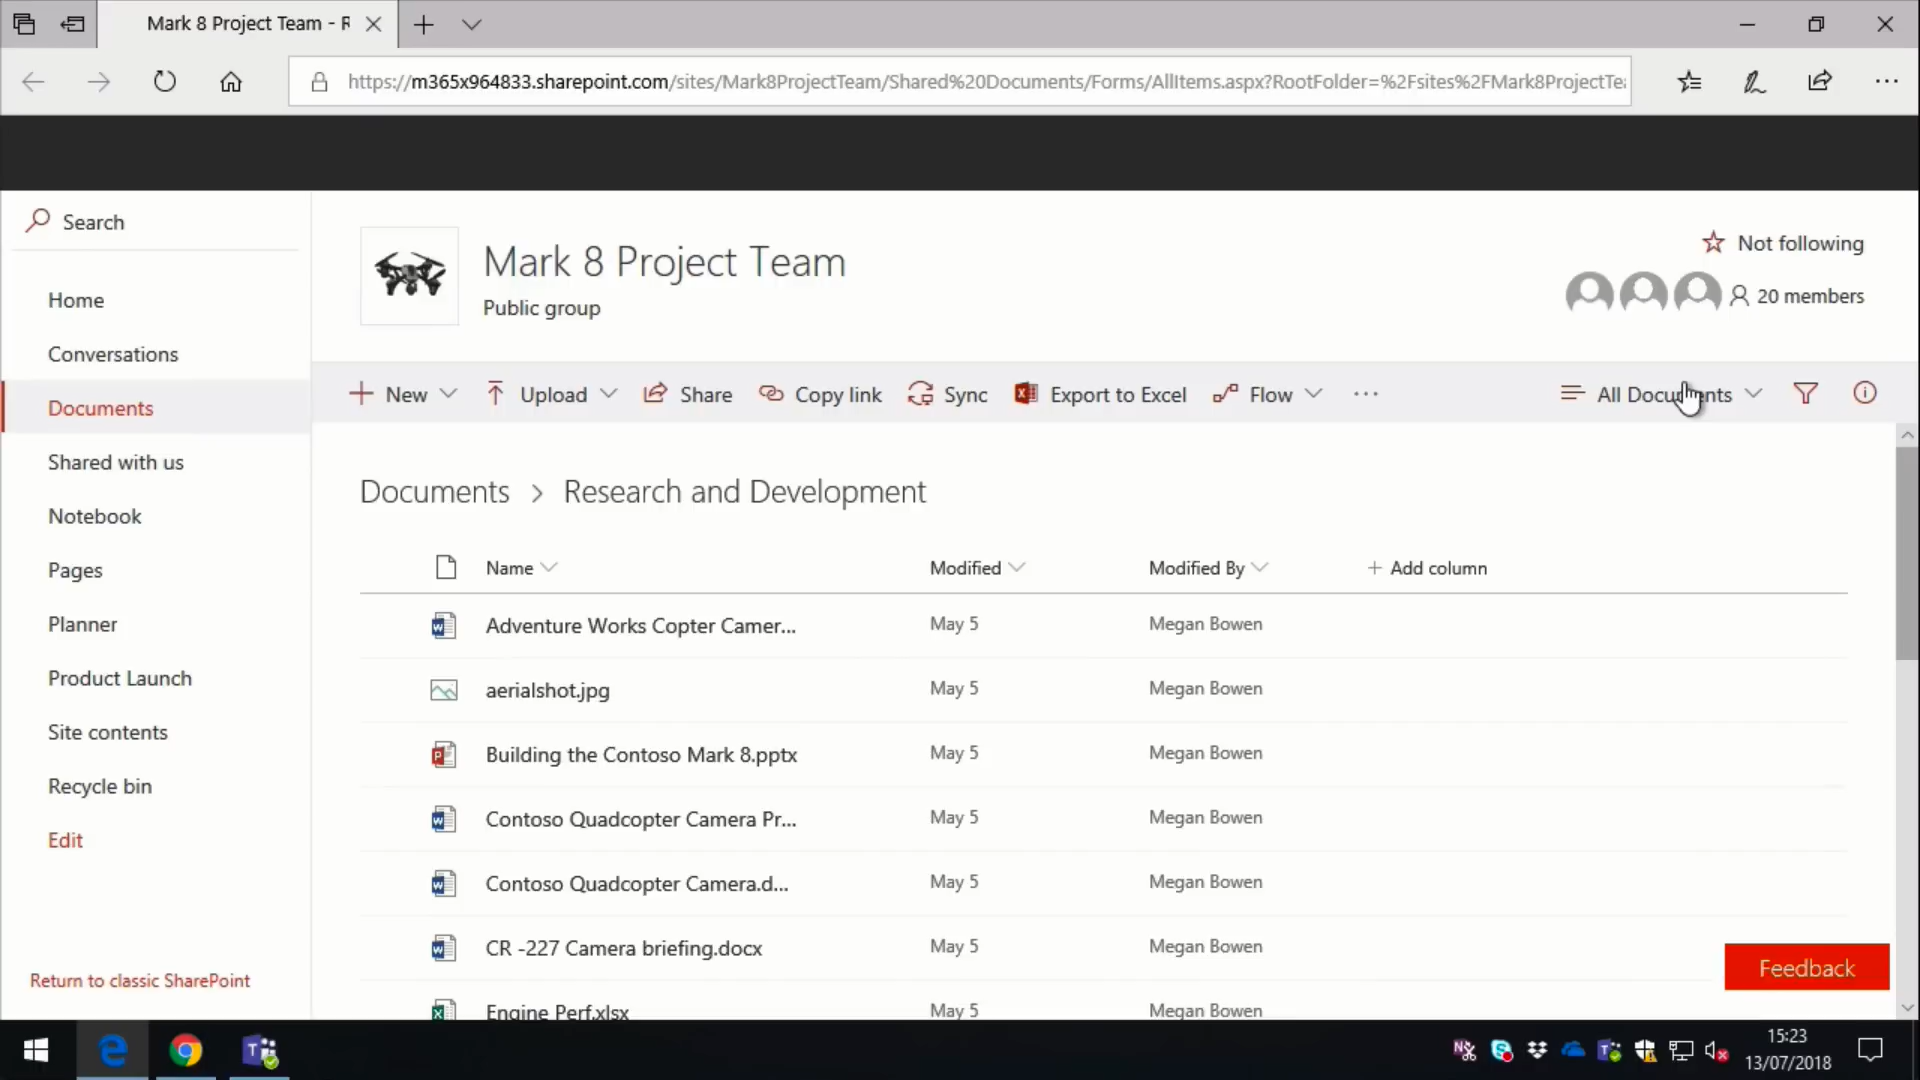 Mark 8 Project Team - R
https://m365x964833.sharepoint.com/sites/Mark8ProjectTeam/Shared%20Documents/Forms/AllItems.aspx?RootFolder=%2Fsites%2FMark8ProjectTea
Search
Not following
Mark 8 Project Team
Public group
20 members
Home
Conversations
Documents
Shared with us
Notebook
Pages
Planner
Product Launch
Site contents
Recycle bin
Edit
Return to classic SharePoint
New Upload Share Copy link Sync Export to Excel Flow ... All Documents
Documents > Research and Development
Name Modified Modified By + Add column
Adventure Works Copter Camer... May 5 Megan Bowen
aerialshot.jpg May 5 Megan Bowen
Building the Contoso Mark 8.pptx May 5 Megan Bowen
Contoso Quadcopter Camera Pr... May 5 Megan Bowen
Contoso Quadcopter Camera.d... May 5 Megan Bowen
CR -227 Camera briefing.docx May 5 Megan Bowen
Engine Perf.xlsx May 5 Megan Bowen
Feedback
15:23
13/07/2018